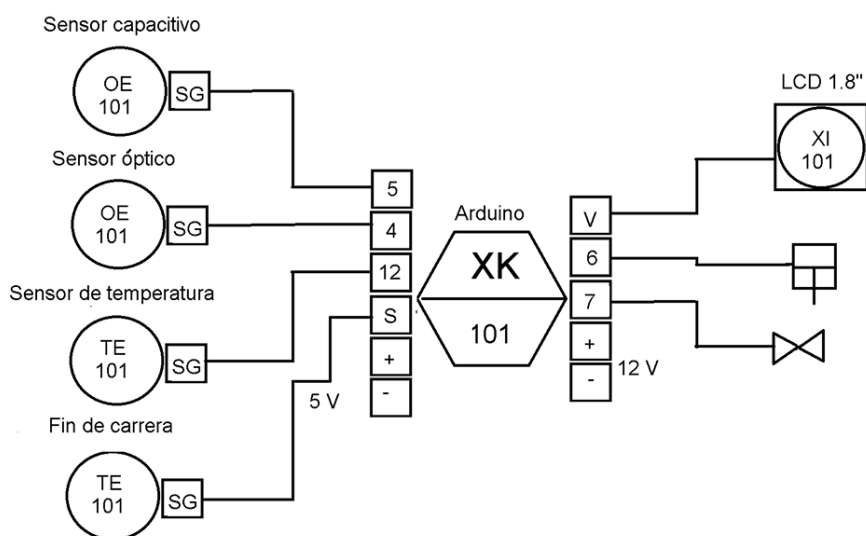 Sensor capacitivo
OE
101
SG
Sensor óptico
OE
101
SG
Sensor de temperatura
TE
101
SG
Fin de carrera
TE
101
SG
5
4
12
S
+
-
5 V
Arduino
XK
101
V
6
7
+
-
12 V
LCD 1.8"
XI
101